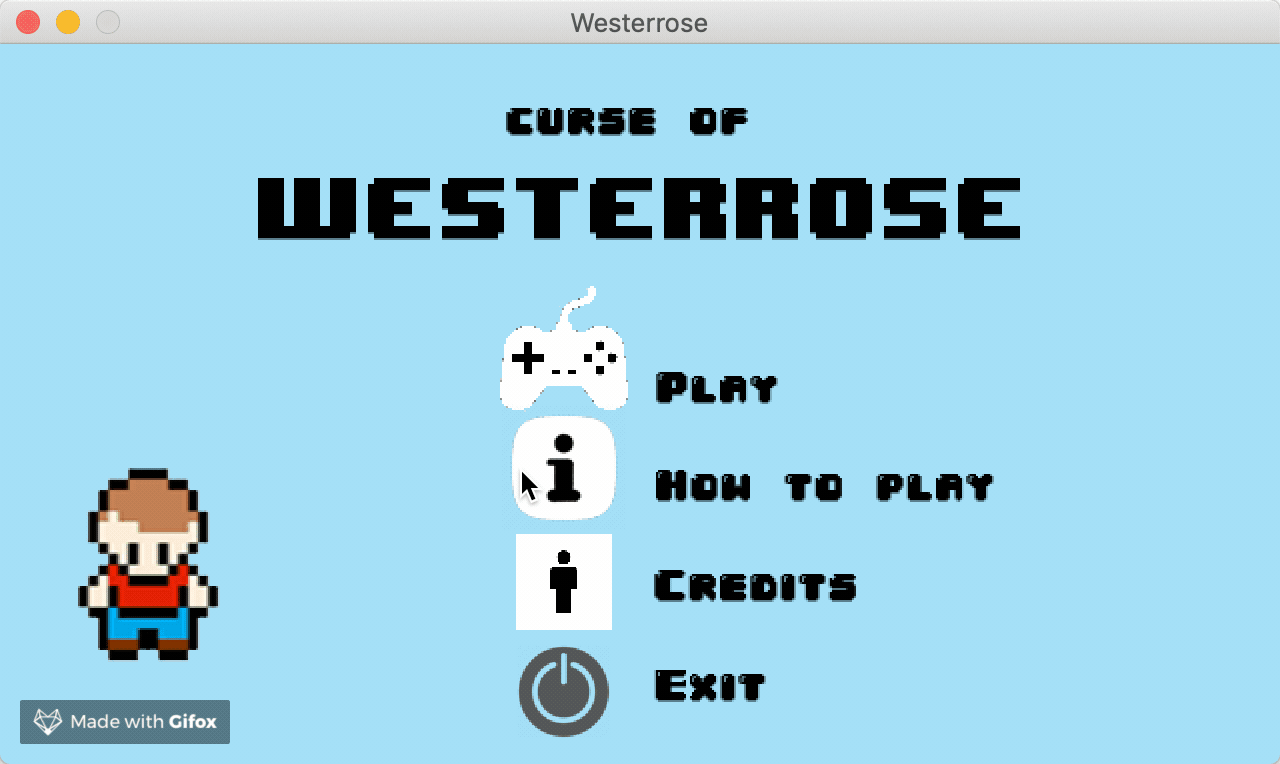 Westerrose
CURSE OF
WESTERROSE
PLAY
i
HOW TO PLAY
CREDITS
EXIT
Made with Gifox